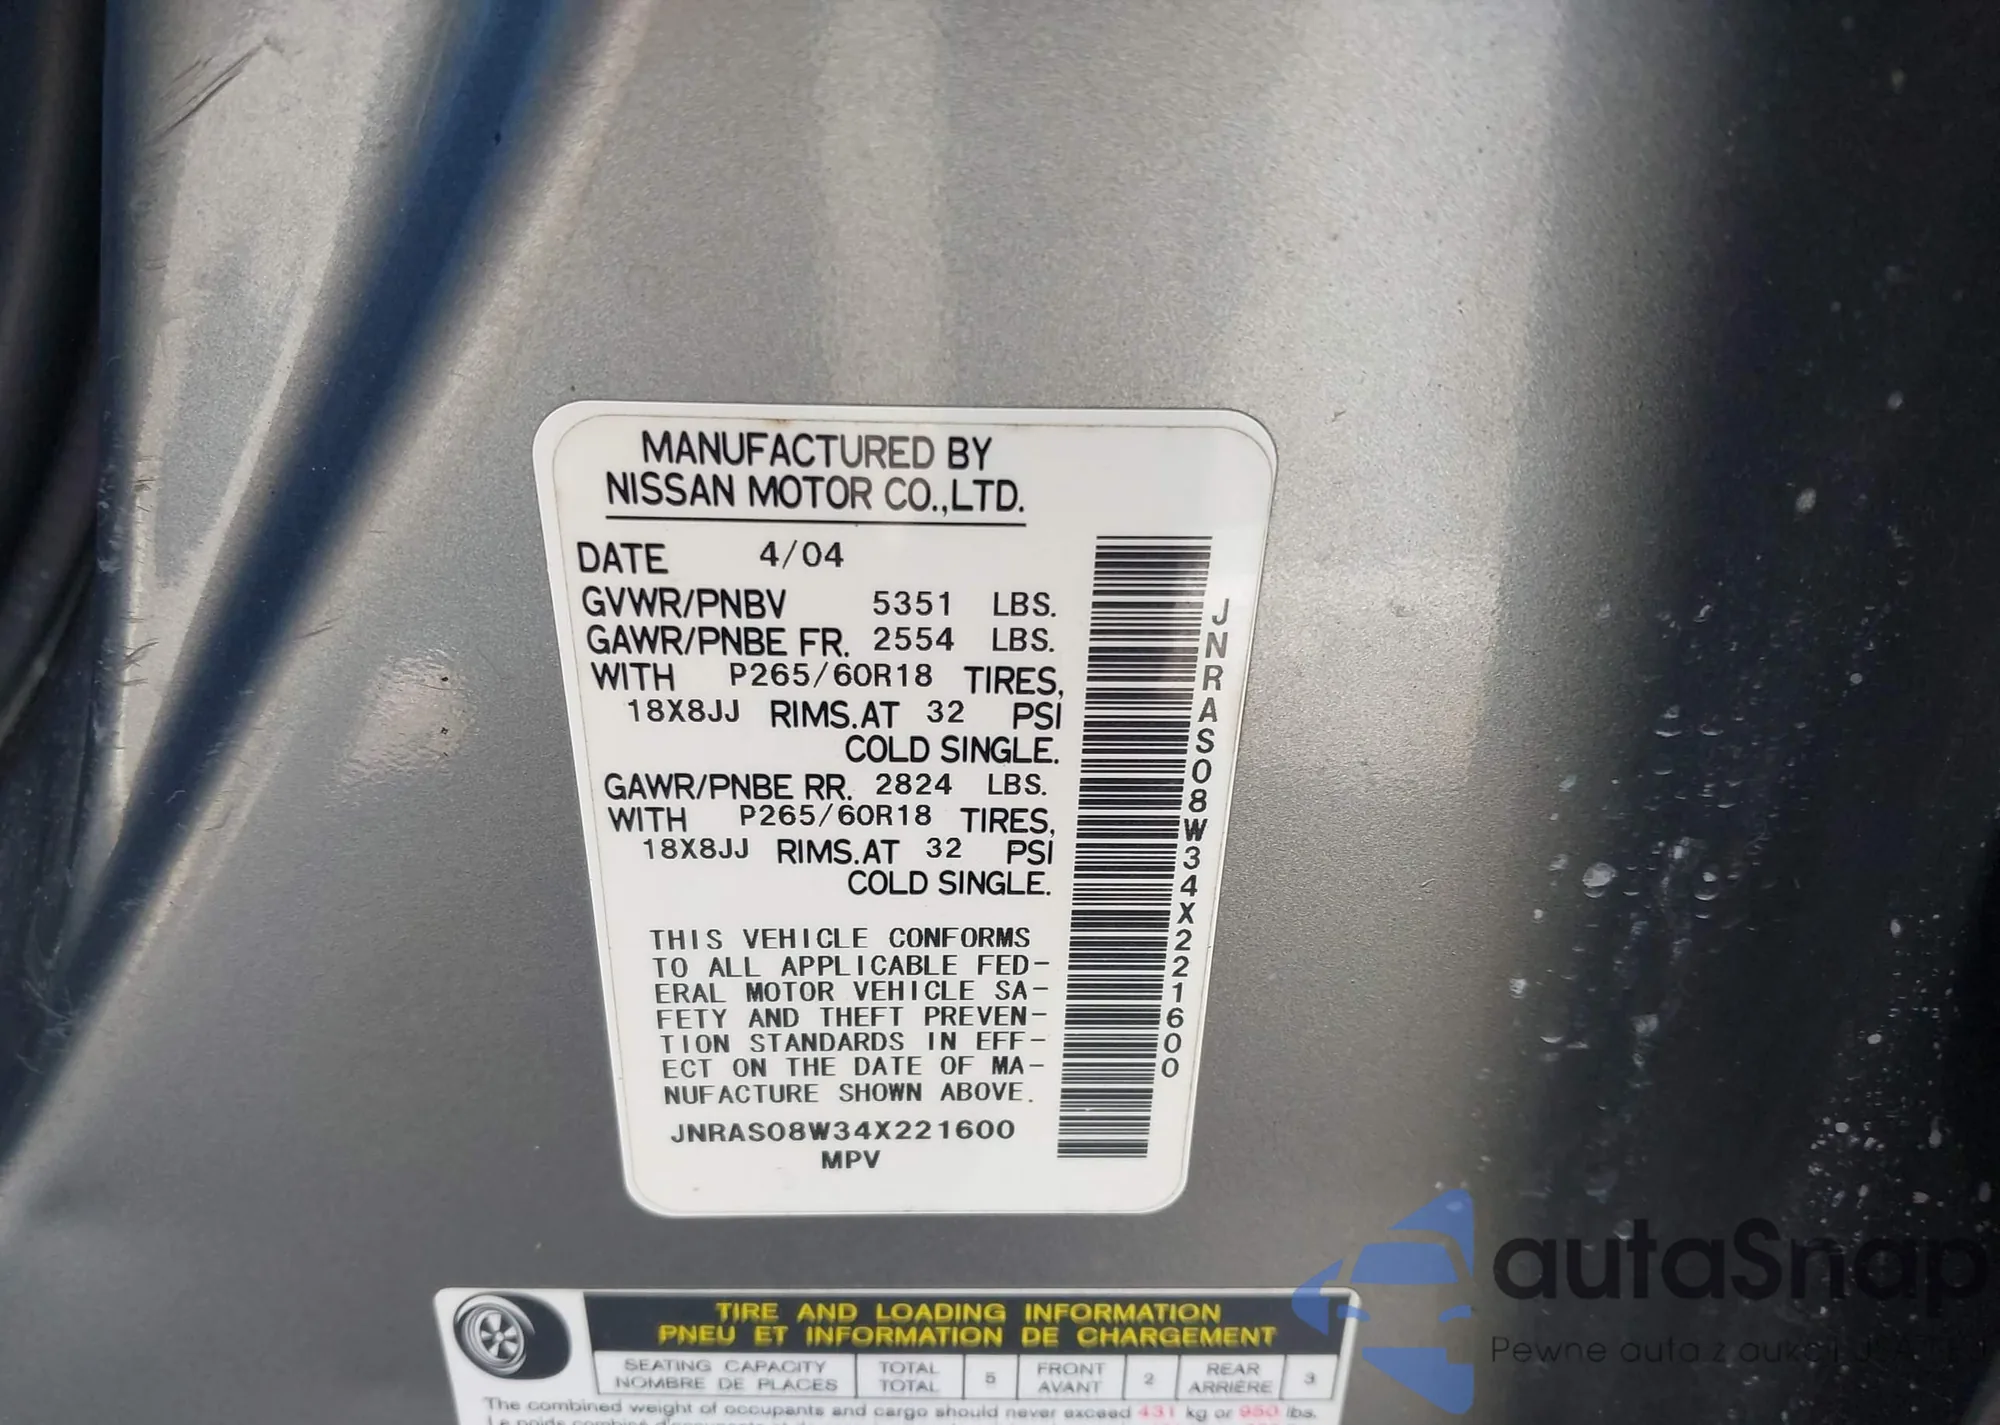 MANUFACTURED BY
NISSAN MOTOR CO.,LTD.
DATE 4/04
GVWR/PNBV 5351 LBS.
GAWR/PNBE FR. 2554 LBS.
WITH P265/60R18 TIRES,
18X8JJ RIMS.AT 32 PSI
COLD SINGLE.
GAWR/PNBE RR. 2824 LBS.
WITH P265/60R18 TIRES,
18X8JJ RIMS.AT 32 PSI
COLD SINGLE.
THIS VEHICLE CONFORMS
TO ALL APPLICABLE FED-
ERAL MOTOR VEHICLE SA-
FETY AND THEFT PREVEN-
TION STANDARDS IN EFF-
ECT ON THE DATE OF MA-
NUFACTURE SHOWN ABOVE.
JNRAS08W34X221600
MPV
JNRAS08W34X221600
TIRE AND LOADING INFORMATION
PNEU ET INFORMATION DE CHARGEMENT
SEATING CAPACITY TOTAL 5 FRONT 2 REAR 3
NOMBRE DE PLACES TOTAL AVANT ARRIÈRE
The combined weight of occupants and cargo should never exceed 431 kg or 950 lbs.
autaSnap
Pewne auta z aukcji